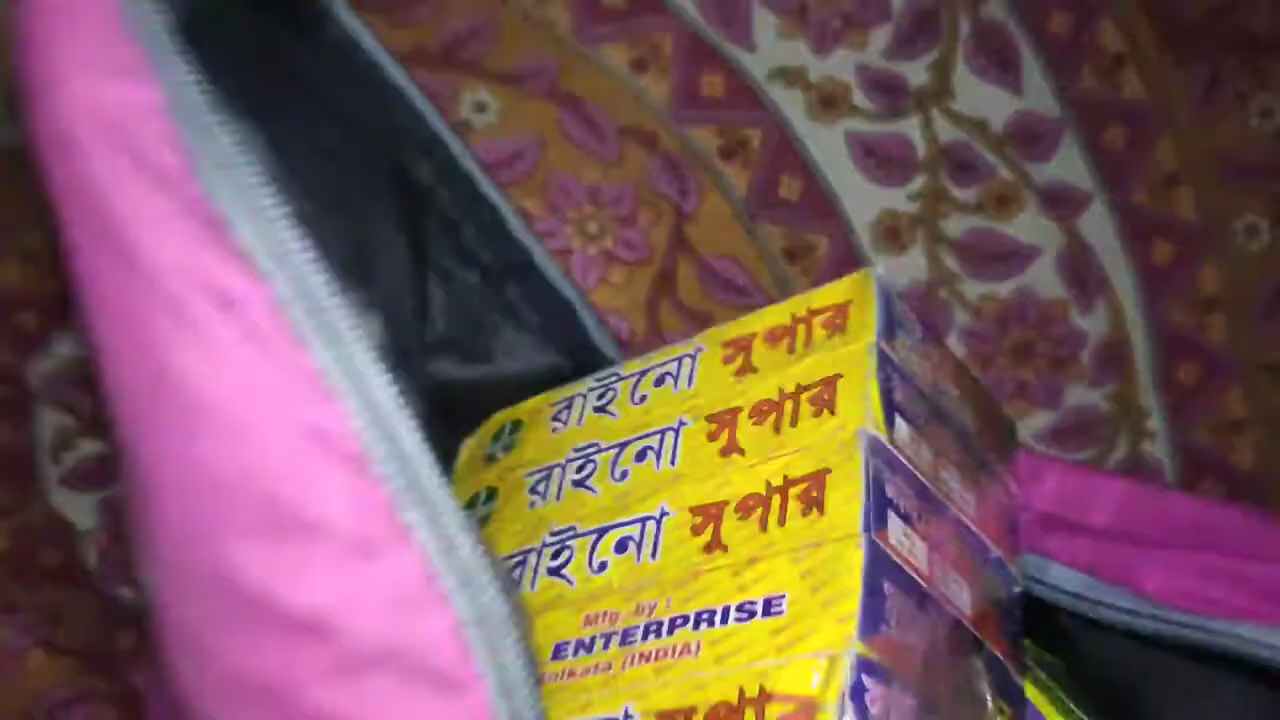 রাইনো সুপার
রাইনো সুপার
রাইনো সুপার
Mfg. by :
ENTERPRISE
Kolkata (INDIA)
সুপার